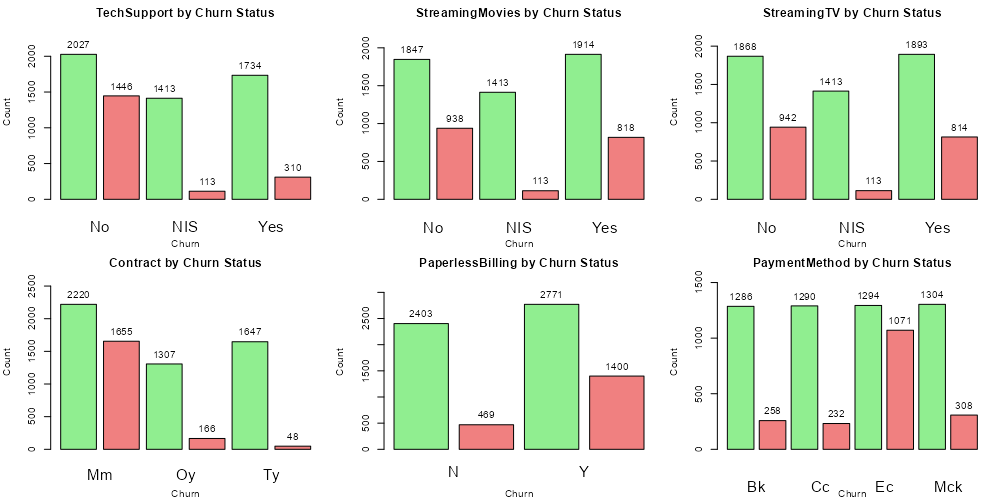 TechSupport by Churn Status
Count
0
500
1000
1500
2000
2027
1446
1413
113
1734
310
No
NIS
Yes
Churn
StreamingMovies by Churn Status
Count
0
500
1000
1500
2000
1847
938
1413
113
1914
818
No
NIS
Yes
Churn
StreamingTV by Churn Status
Count
0
500
1000
1500
2000
1868
942
1413
113
1893
814
No
NIS
Yes
Churn
Contract by Churn Status
Count
0
500
1000
1500
2000
2500
2220
1655
1307
166
1647
48
Mm
Oy
Ty
Churn
PaperlessBilling by Churn Status
Count
0
500
1500
2500
2403
469
2771
1400
N
Y
Churn
PaymentMethod by Churn Status
Count
0
500
1000
1500
1286
258
1290
232
1294
1071
1304
308
Bk
Cc
Ec
Mck
Churn